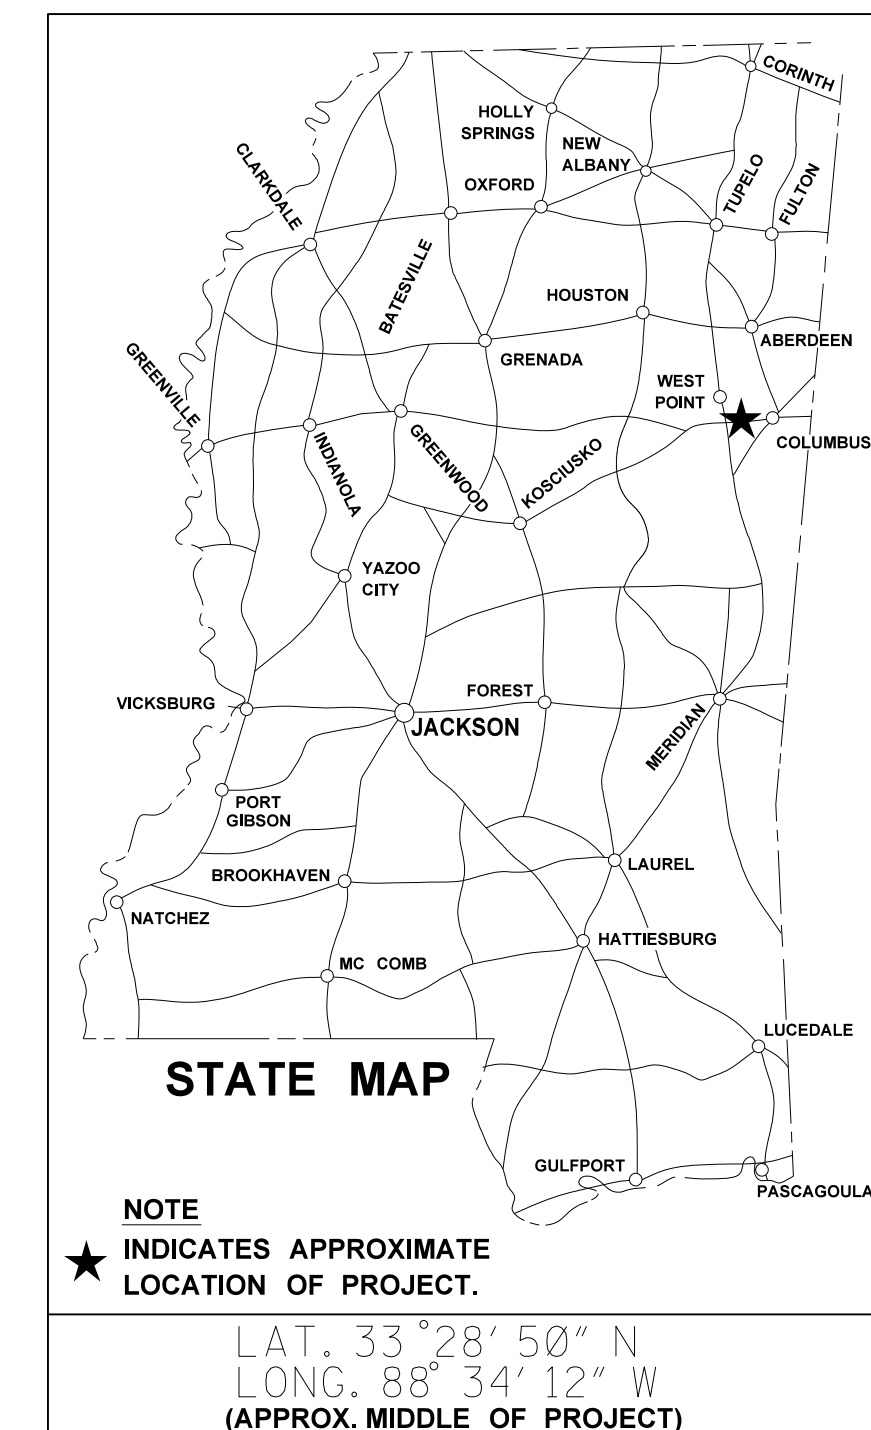 CORINTH
HOLLY
SPRINGS
NEW
ALBANY
CLARKDALE
OXFORD
TUPELO
FULTON
BATESVILLE
HOUSTON
ABERDEEN
GREENVILLE
GRENADA
WEST
POINT
COLUMBUS
INDIANOLA
GREENWOOD
KOSCIUSKO
YAZOO
CITY
VICKSBURG
FOREST
JACKSON
MERIDIAN
PORT
GIBSON
BROOKHAVEN
LAUREL
NATCHEZ
HATTIESBURG
MC COMB
LUCEDALE
STATE MAP
GULFPORT
PASCAGOULA
NOTE
INDICATES APPROXIMATE
LOCATION OF PROJECT.
LAT. 33°28'50" N
LONG. 88° 34'12" W
(APPROX. MIDDLE OF PROJECT)